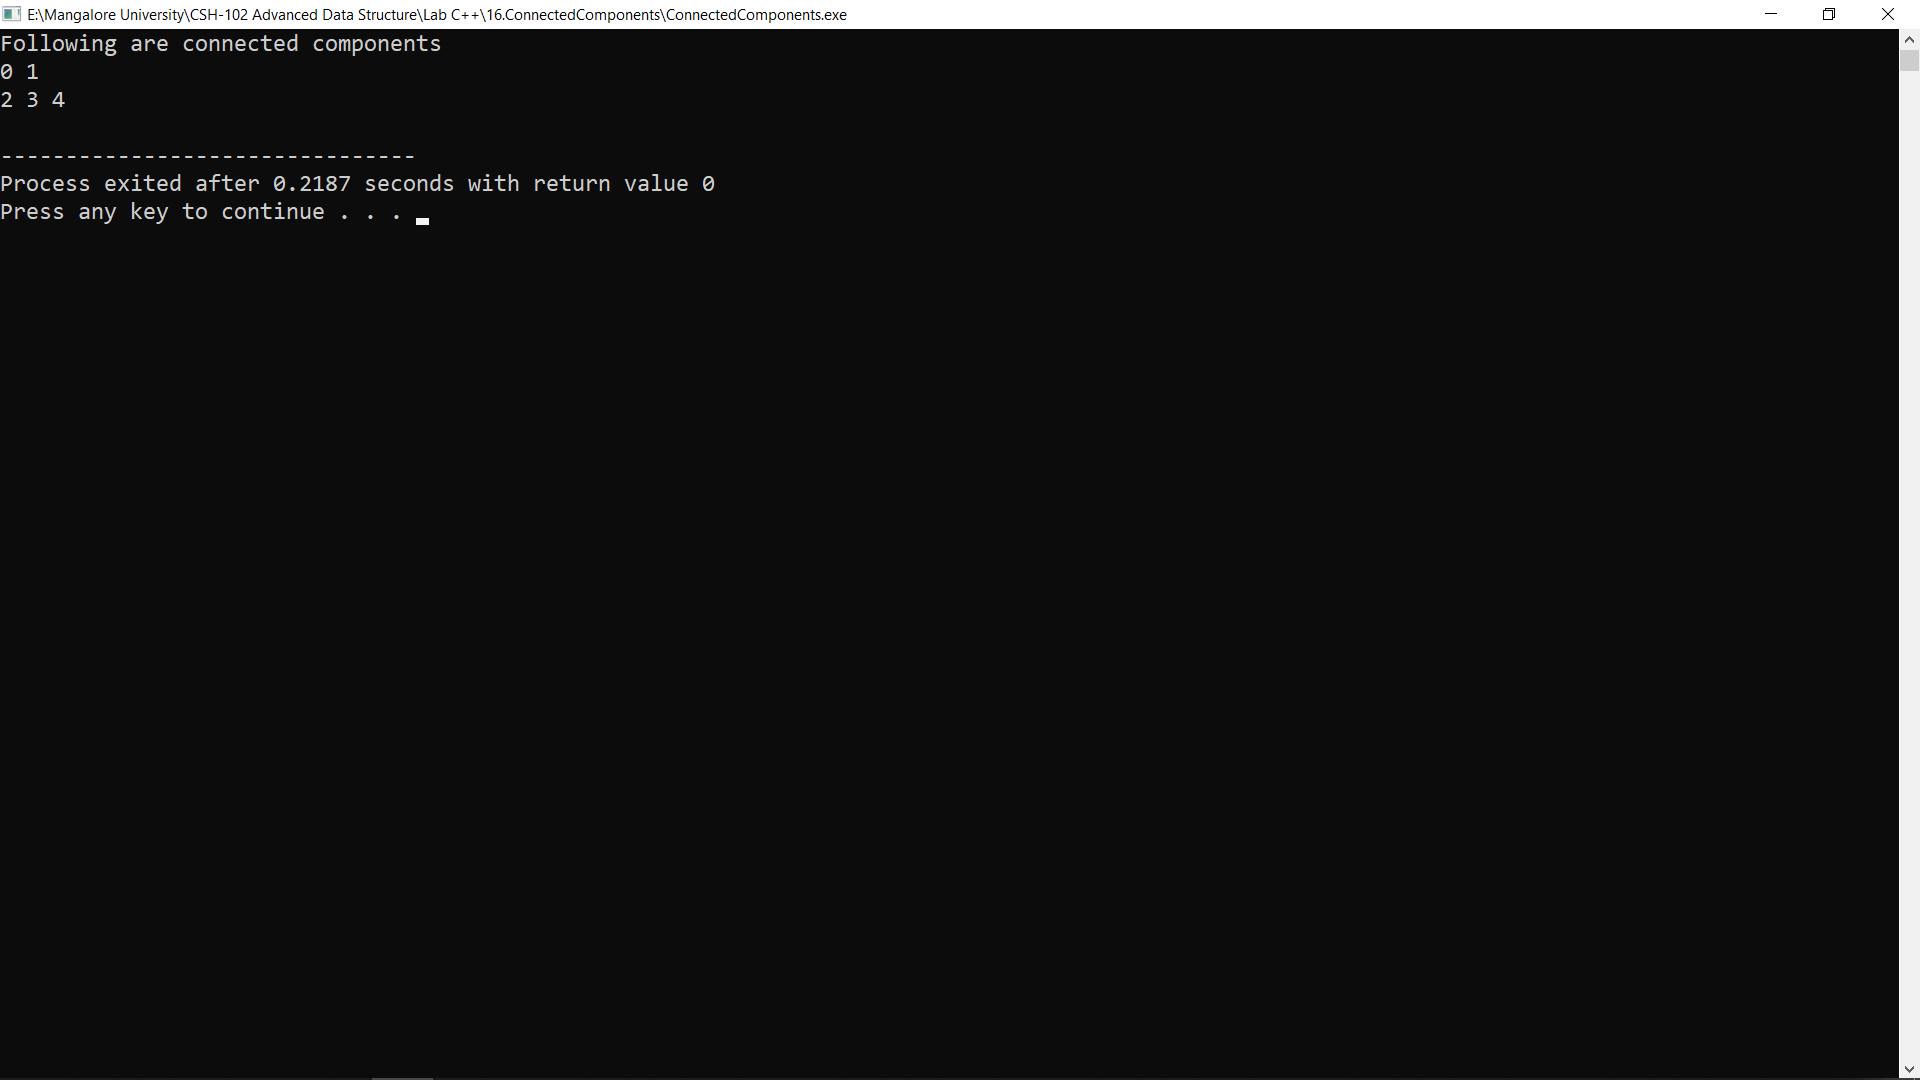 E:\Mangalore University\CSH-102 Advanced Data Structure\Lab C++\16.ConnectedComponents\ConnectedComponents.exe
Following are connected components
0 1
2 3 4
--------------------------------
Process exited after 0.2187 seconds with return value 0
Press any key to continue . . .